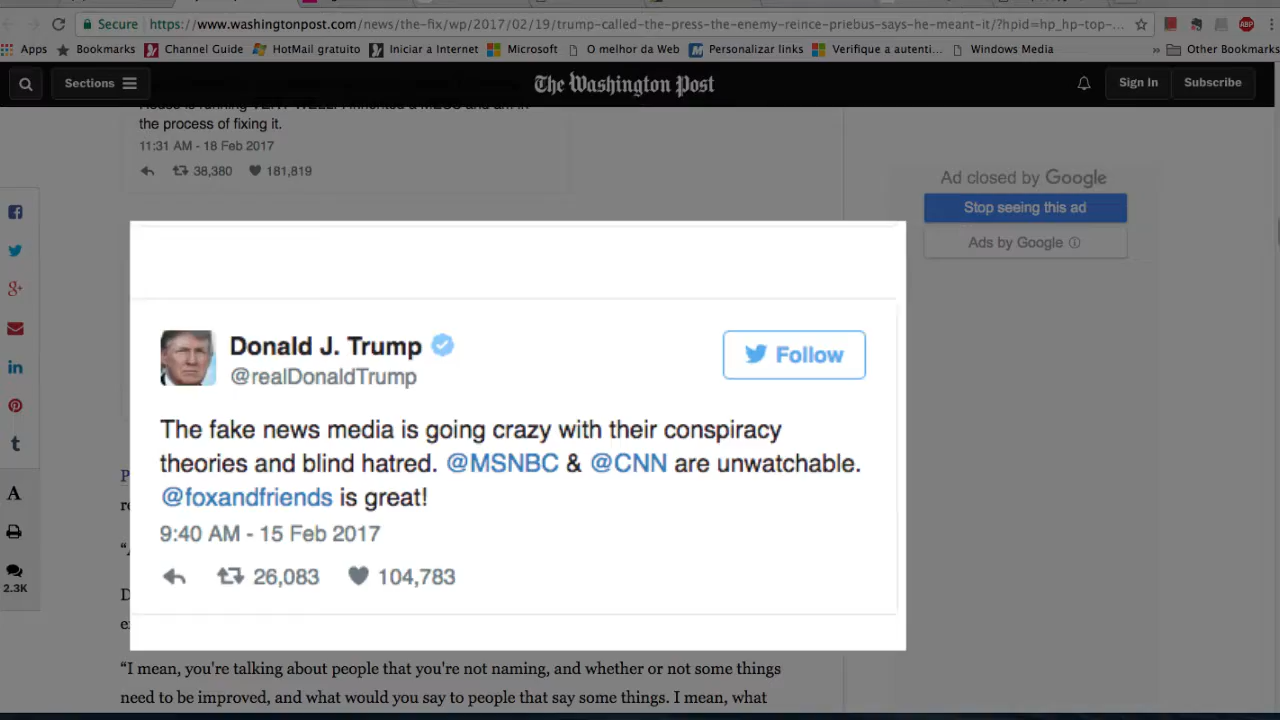 Secure https://www.washingtonpost.com/news/the-fix/wp/2017/02/19/trump-called-the-press-the-enemy-reince-priebus-says-he-meant-it/?hpid=hp_hp-top-... ABP
Apps Bookmarks Channel Guide HotMail gratuito Iniciar a Internet Microsoft O melhor da Web Personalizar links Verifique a autenti... Windows Media » Other Bookmarks
Sections The Washington Post Sign In Subscribe
the process of fixing it.
11:31 AM - 18 Feb 2017
38,380 181,819
Ad closed by Google
Stop seeing this ad
Ads by Google
Donald J. Trump
@realDonaldTrump
Follow
The fake news media is going crazy with their conspiracy
theories and blind hatred. @MSNBC & @CNN are unwatchable.
@foxandfriends is great!
9:40 AM - 15 Feb 2017
26,083 104,783
2.3K
“I mean, you're talking about people that you're not naming, and whether or not some things
need to be improved, and what would you say to people that say some things. I mean, what